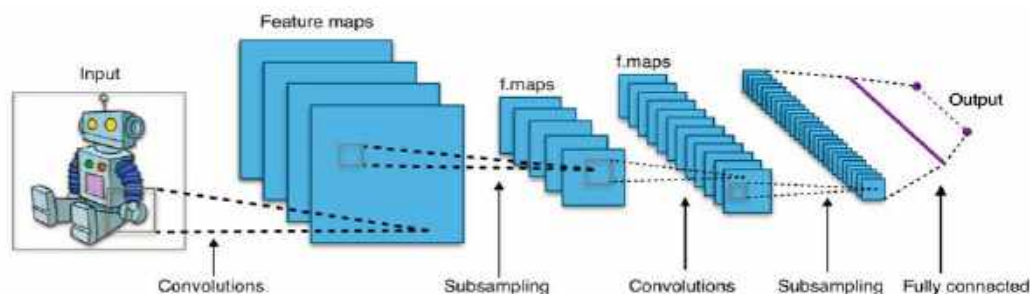 Feature maps
Input
f.maps
f.maps
Output
Convolutions
Subsampling
Convolutions
Subsampling
Fully connected